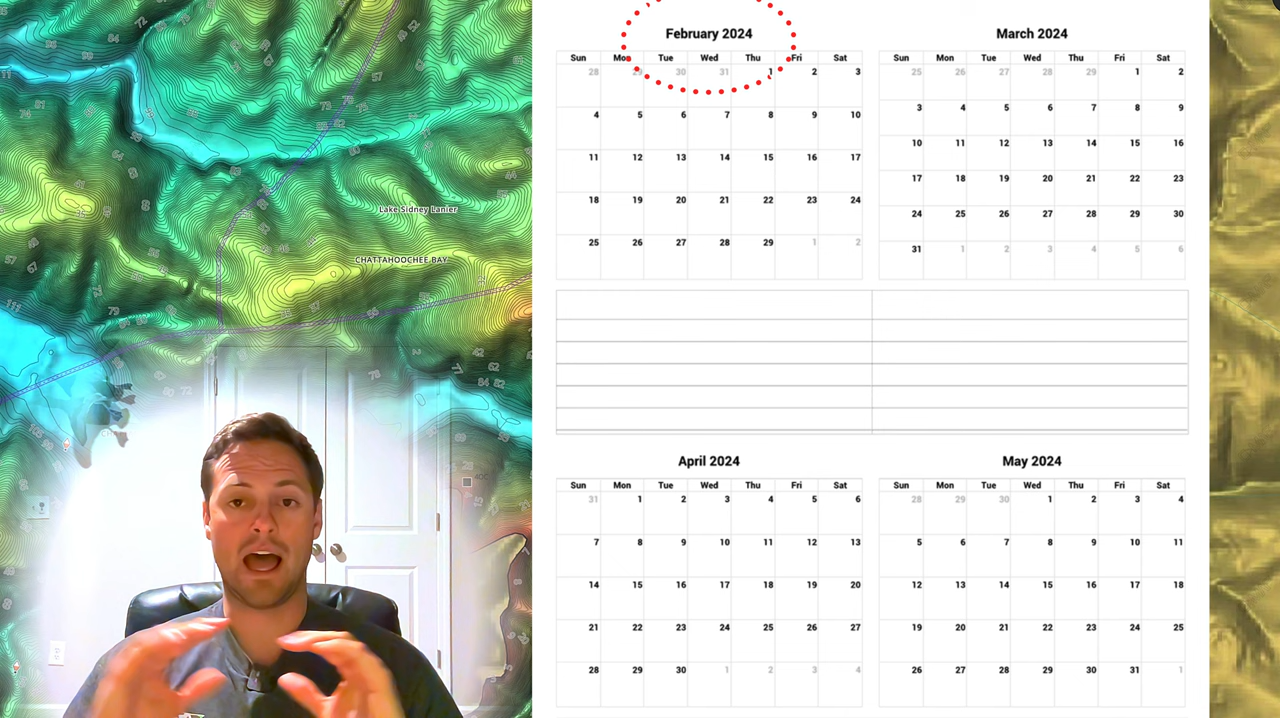 Lake Sidney Lanier
CHATTAHOOCHEE BAY
February 2024
Sun Mon Tue Wed Thu Fri Sat
28 29 30 31 1 2 3
4 5 6 7 8 9 10
11 12 13 14 15 16 17
18 19 20 21 22 23 24
25 26 27 28 29 1 2
March 2024
Sun Mon Tue Wed Thu Fri Sat
25 26 27 28 29 1 2
3 4 5 6 7 8 9
10 11 12 13 14 15 16
17 18 19 20 21 22 23
24 25 26 27 28 29 30
31 1 2 3 4 5 6
April 2024
Sun Mon Tue Wed Thu Fri Sat
31 1 2 3 4 5 6
7 8 9 10 11 12 13
14 15 16 17 18 19 20
21 22 23 24 25 26 27
28 29 30 1 2 3 4
May 2024
Sun Mon Tue Wed Thu Fri Sat
28 29 30 1 2 3 4
5 6 7 8 9 10 11
12 13 14 15 16 17 18
19 20 21 22 23 24 25
26 27 28 29 30 31 1